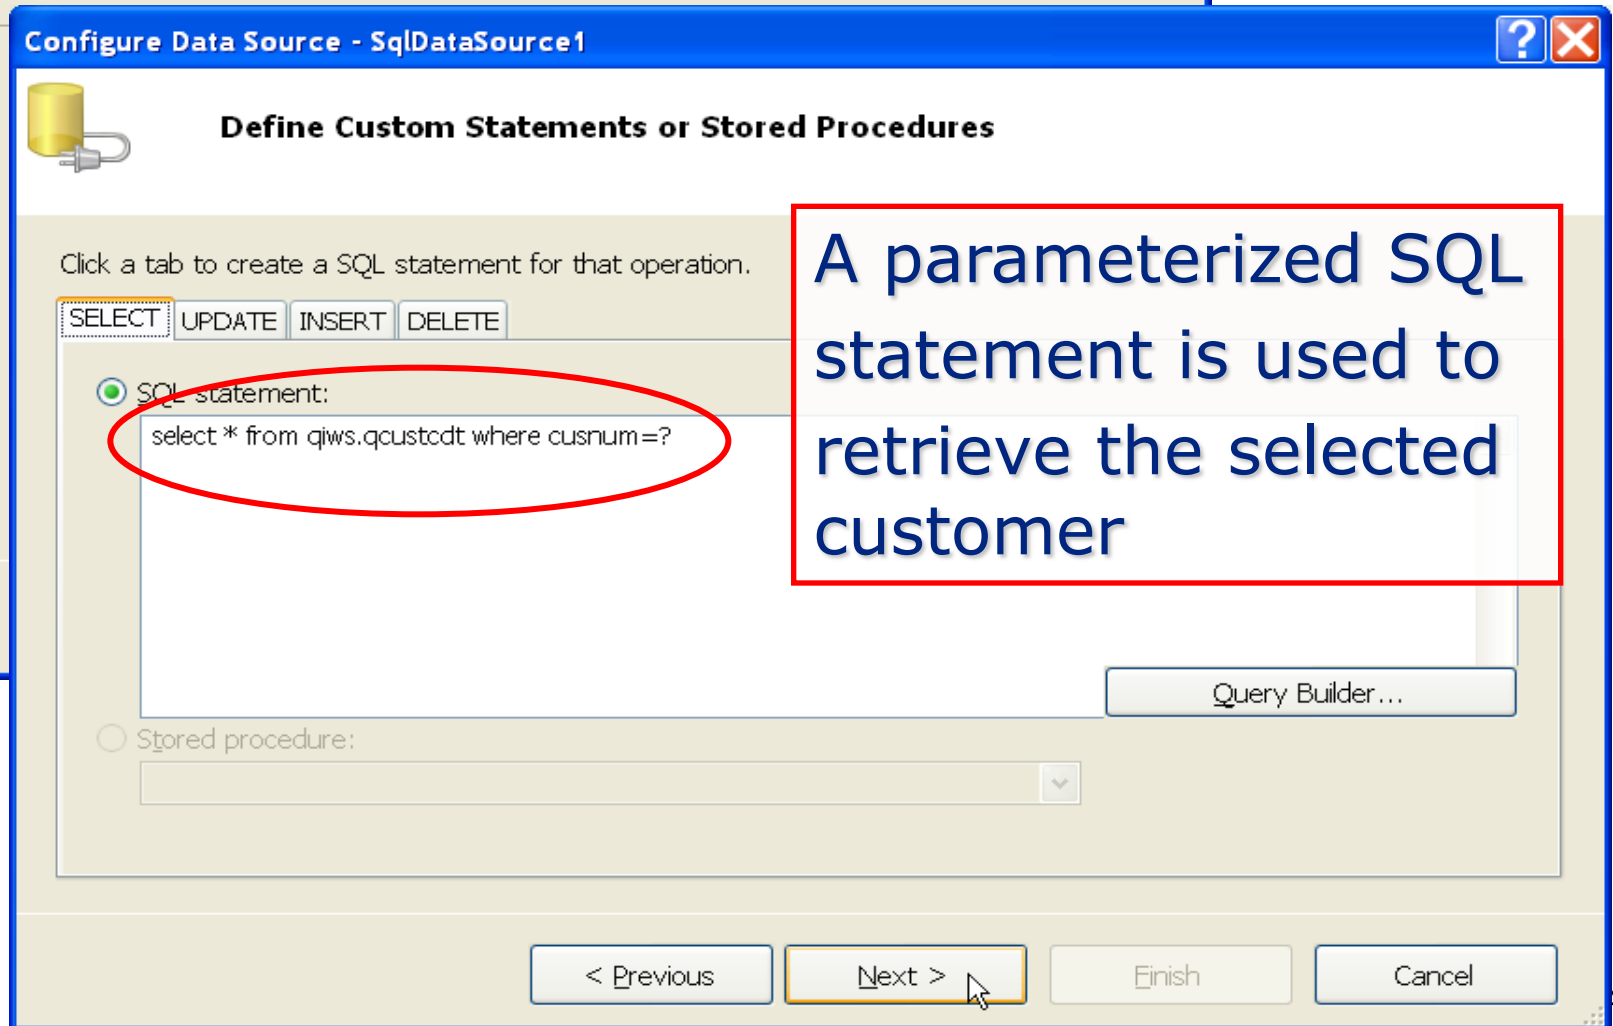 Configure Data Source - SqlDataSource1
Define Custom Statements or Stored Procedures
Click a tab to create a SQL statement for that operation.
SELECT UPDATE INSERT DELETE
SQL statement:
select * from qiws.qcustcdt where cusnum=?
A parameterized SQL
statement is used to
retrieve the selected
customer
Query Builder...
Stored procedure:
< Previous Next > Finish Cancel